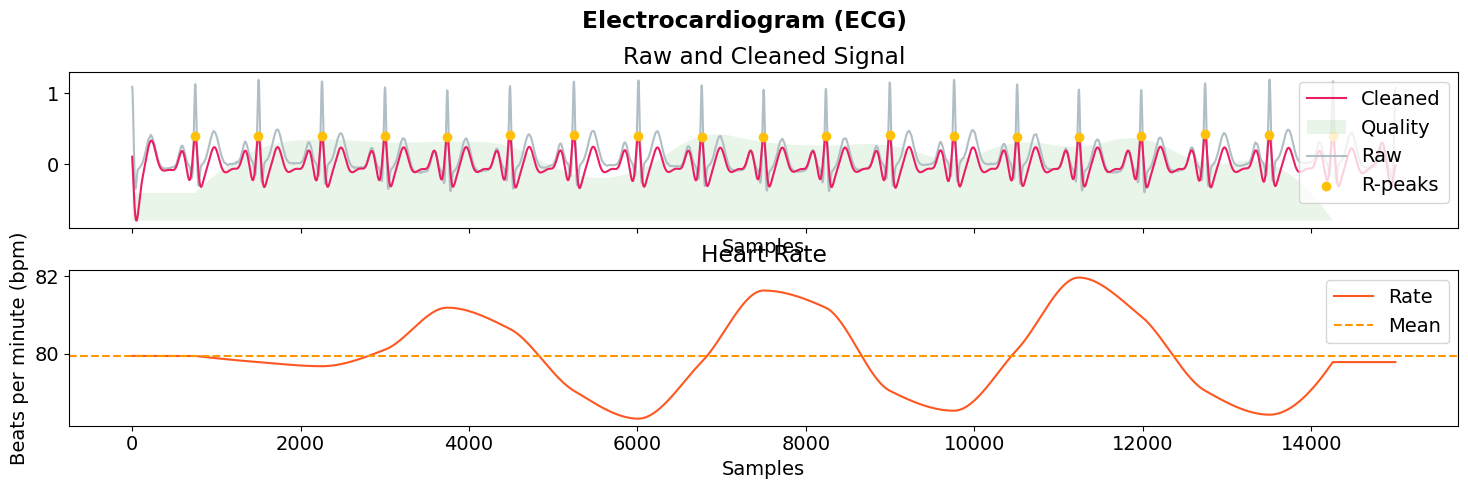 Electrocardiogram (ECG)
Raw and Cleaned Signal
1
0
Cleaned
Quality
Raw
R-peaks
Samples
Heart Rate
Beats per minute (bpm)
82
80
Rate
Mean
0 2000 4000 6000 8000 10000 12000 14000
Samples